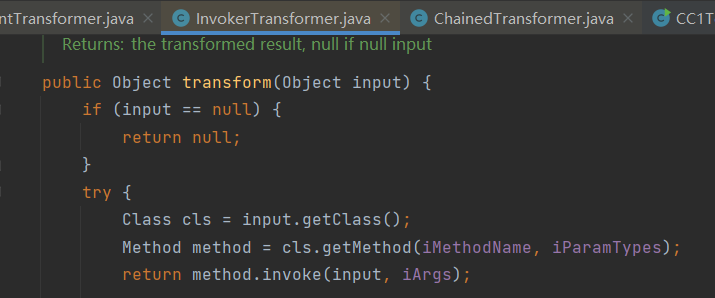 ntTransformer.java InvokerTransformer.java ChainedTransformer.java CC1T
Returns: the transformed result, null if null input
public Object transform(Object input) {
if (input == null) {
return null;
}
try {
Class cls = input.getClass();
Method method = cls.getMethod(iMethodName, iParamTypes);
return method.invoke(input, iArgs);